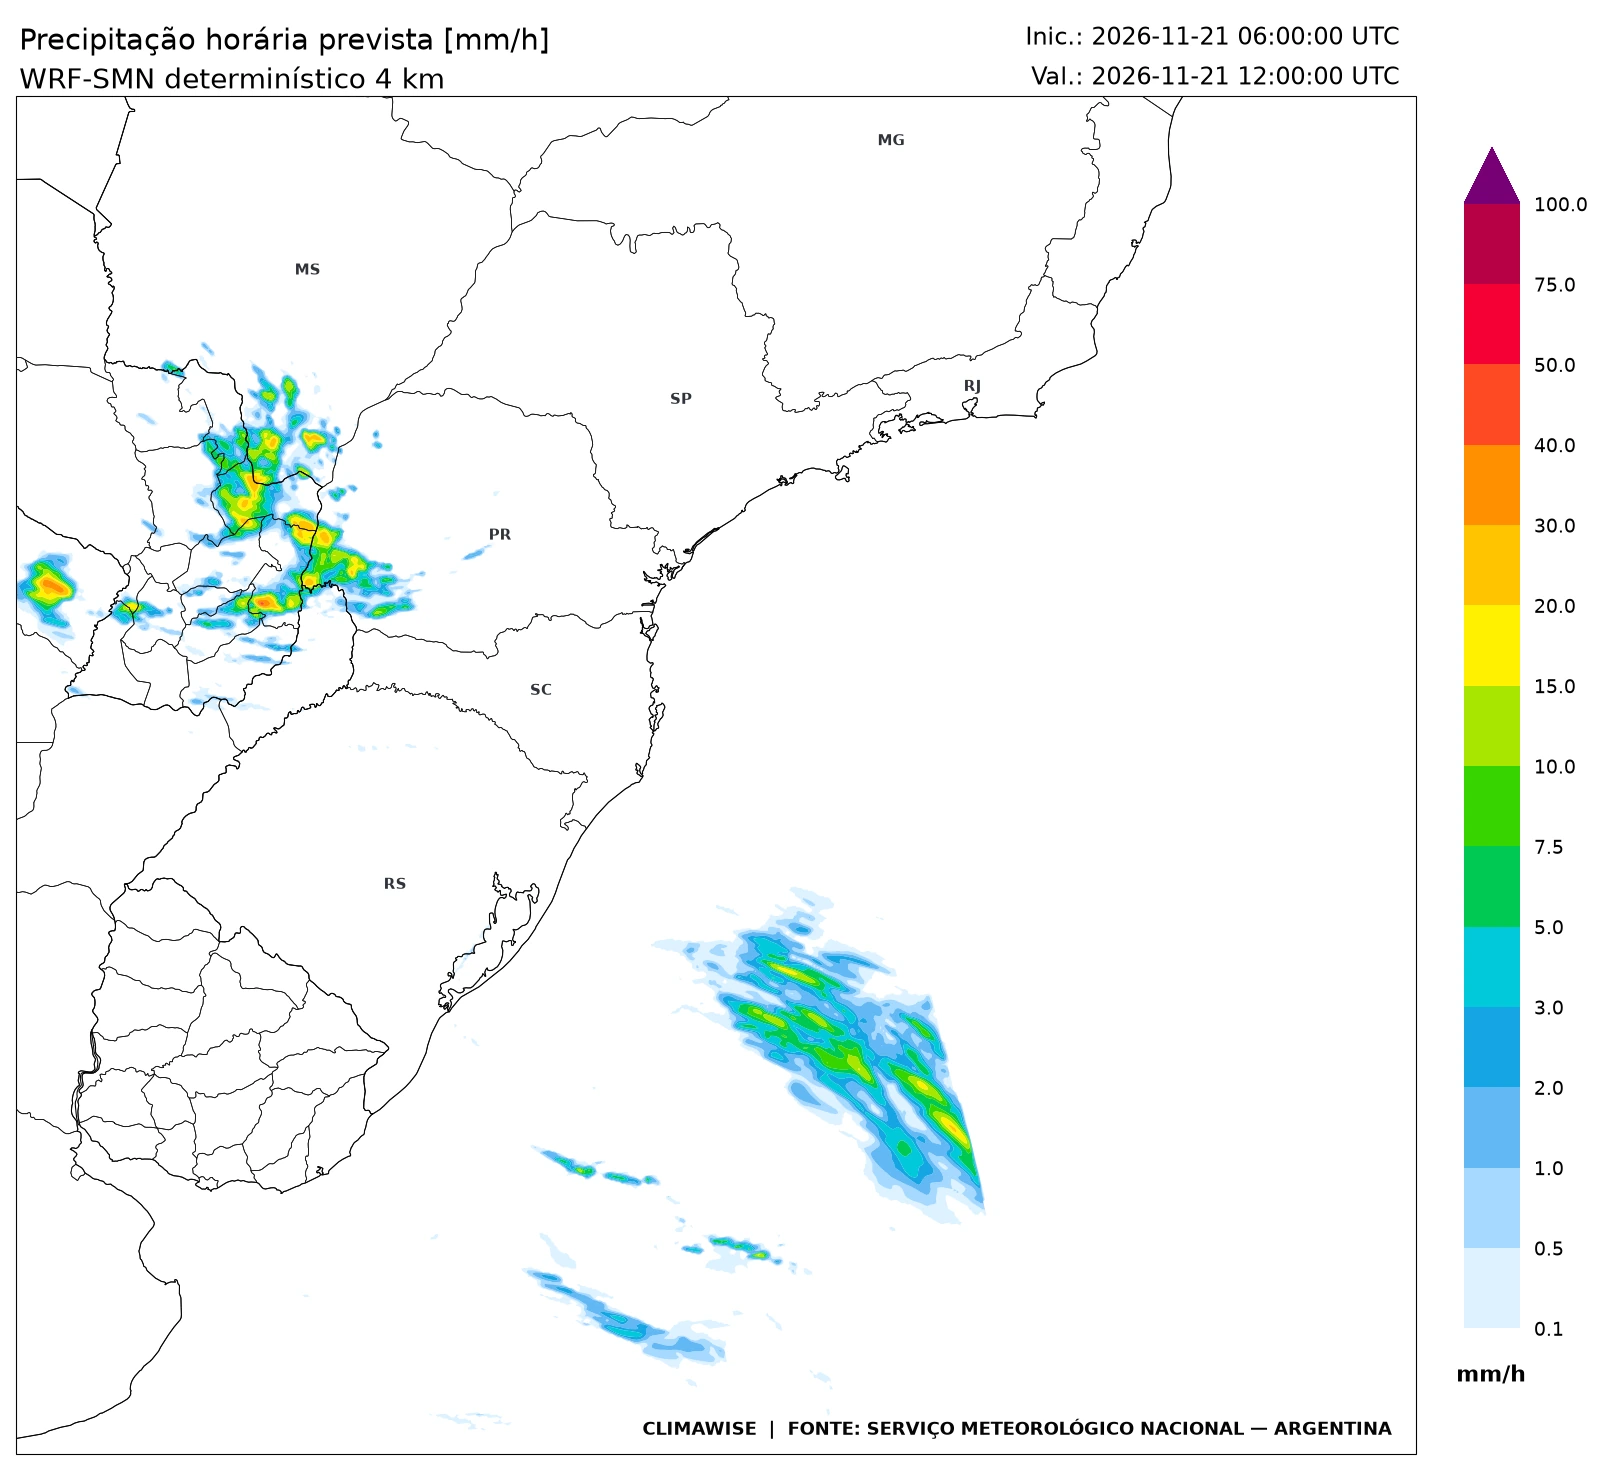 Precipitação horária prevista [mm/h]
WRF-SMN determinístico 4 km
Inic.: 2026-11-21 06:00:00 UTC
Val.: 2026-11-21 12:00:00 UTC
MG
MS
RJ
SP
PR
SC
RS
100.0
75.0
50.0
40.0
30.0
20.0
15.0
10.0
7.5
5.0
3.0
2.0
1.0
0.5
0.1
mm/h
CLIMAWISE | FONTE: SERVIÇO METEOROLÓGICO NACIONAL — ARGENTINA